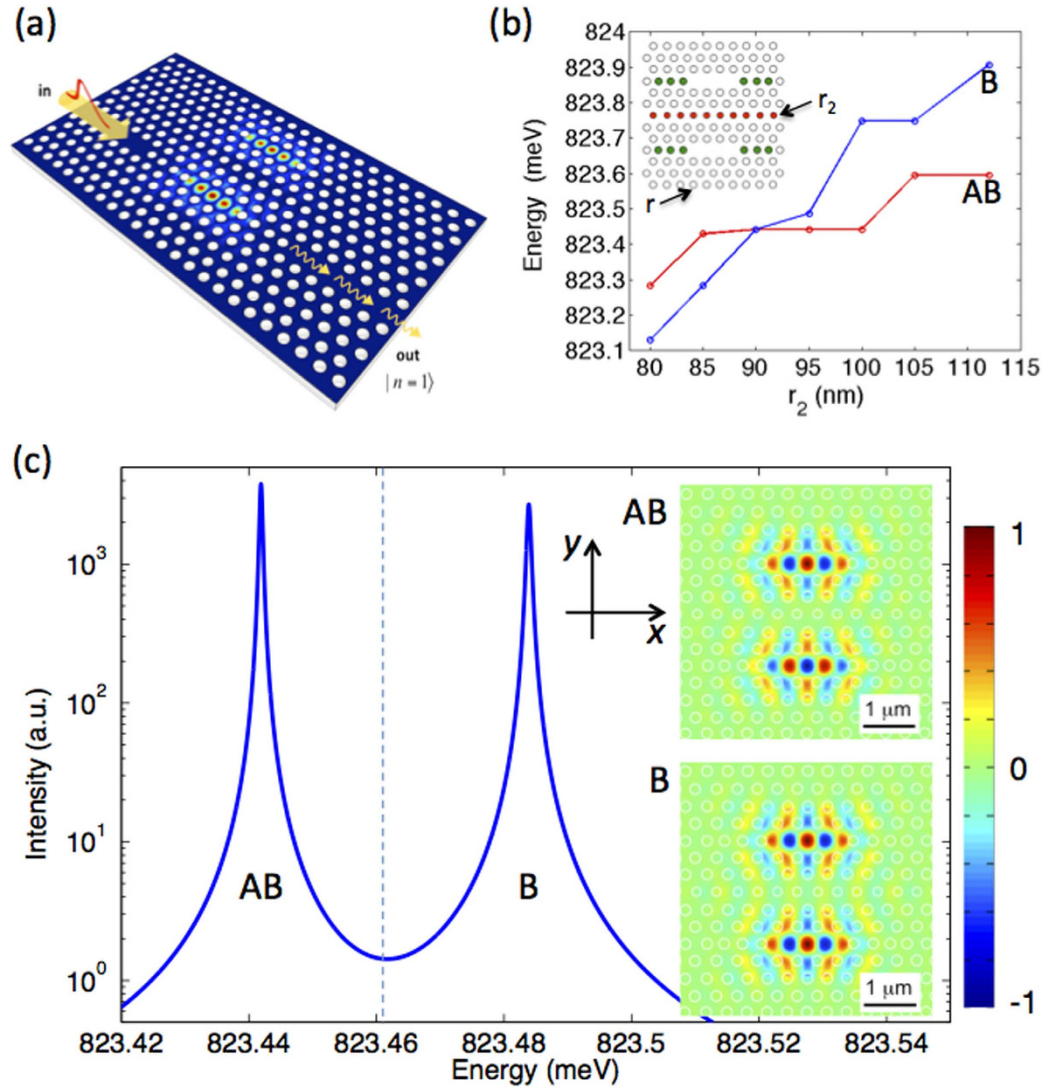 (a)
in
out
| n = 1⟩
(b)
824
823.9
823.8
823.7
823.6
823.5
823.4
823.3
823.2
823.1
Energy (meV)
r
r₂
B
AB
80 85 90 95 100 105 110 115
r₂ (nm)
(c)
10³
10²
10¹
10⁰
Intensity (a.u.)
AB
B
y
x
AB
1 μm
B
1 μm
1
0
-1
823.42 823.44 823.46 823.48 823.5 823.52 823.54
Energy (meV)